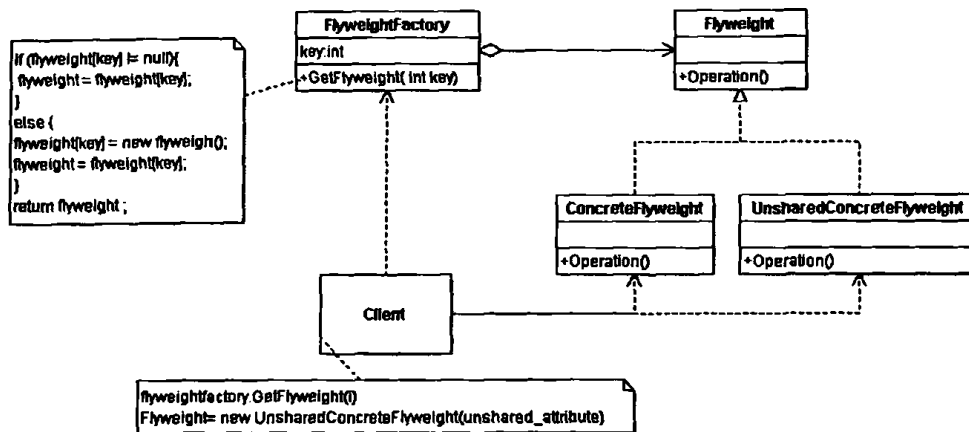 FlyweightFactory
key:int
+GetFlyweight( int key)
Flyweight
+Operation()
if (flyweight[key] != null){
flyweight = flyweight[key];
}
else {
flyweight[key] = new flyweigh();
flyweight = flyweight[key];
}
return flyweight ;
ConcreteFlyweight
+Operation()
UnsharedConcreteFlyweight
+Operation()
Client
flyweightfactory.GetFlyweight(i)
Flyweight= new UnsharedConcreteFlyweight(unshared_attribute)